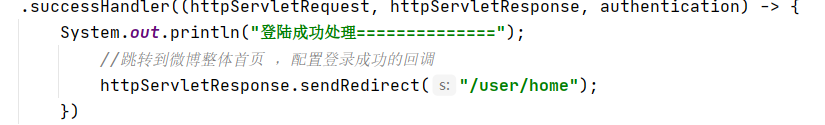 .successHandler((httpServletRequest, httpServletResponse, authentication) -> {
System.out.println("登陆成功处理==============");
//跳转到微博整体首页 ，配置登录成功的回调
httpServletResponse.sendRedirect( s: "/user/home");
})